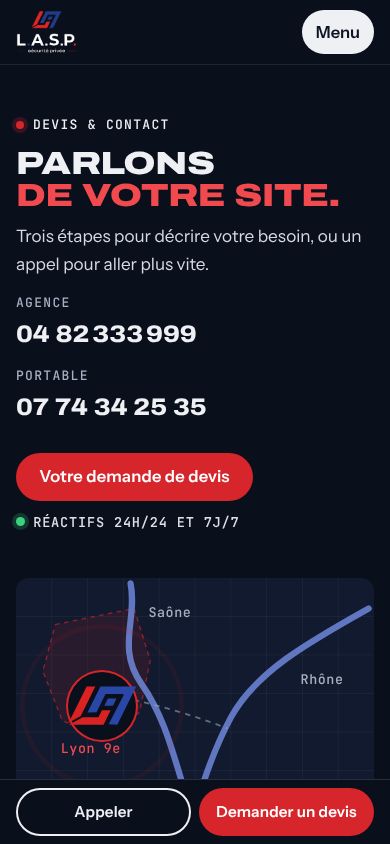 L.A.S.P.
sécurité privée
Menu
DEVIS & CONTACT
PARLONS
DE VOTRE SITE.
Trois étapes pour décrire votre besoin, ou un
appel pour aller plus vite.
AGENCE
04 82 333 999
PORTABLE
07 74 34 25 35
Votre demande de devis
RÉACTIFS 24H/24 ET 7J/7
Saône
Rhône
Lyon 9e
Appeler
Demander un devis